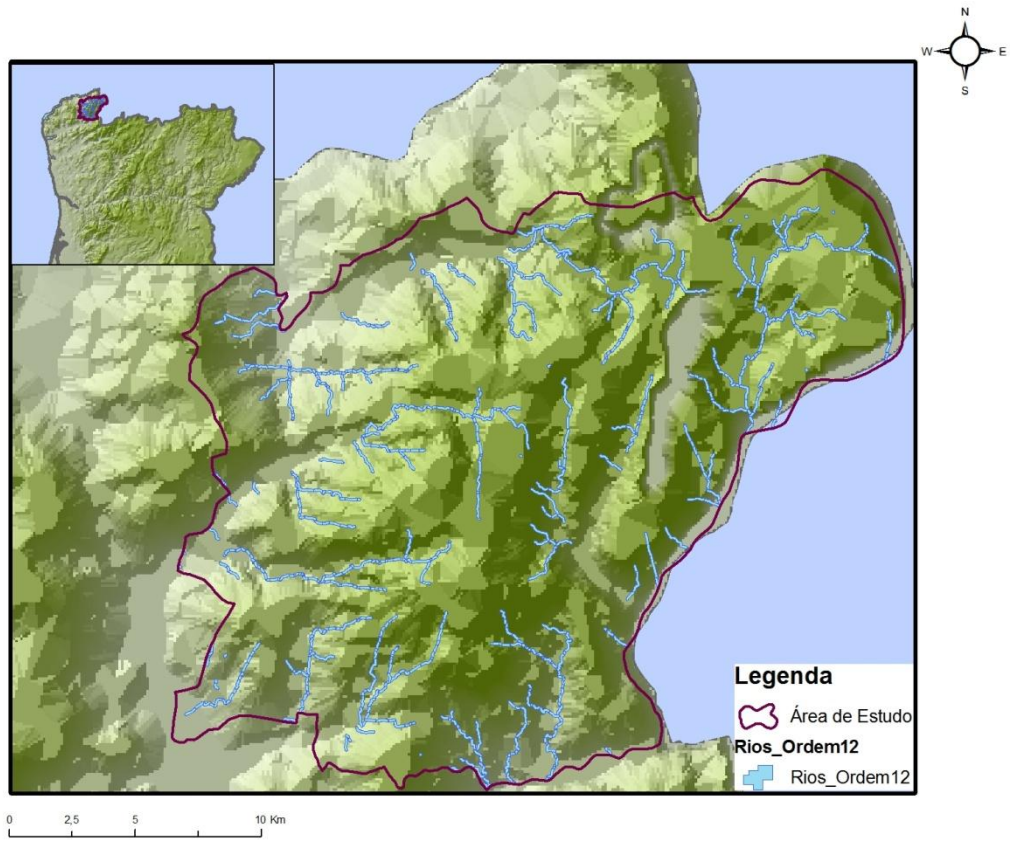 N
W E
S
Legenda
Área de Estudo
Rios_Ordem12
Rios_Ordem12
0 2,5 5 10 Km